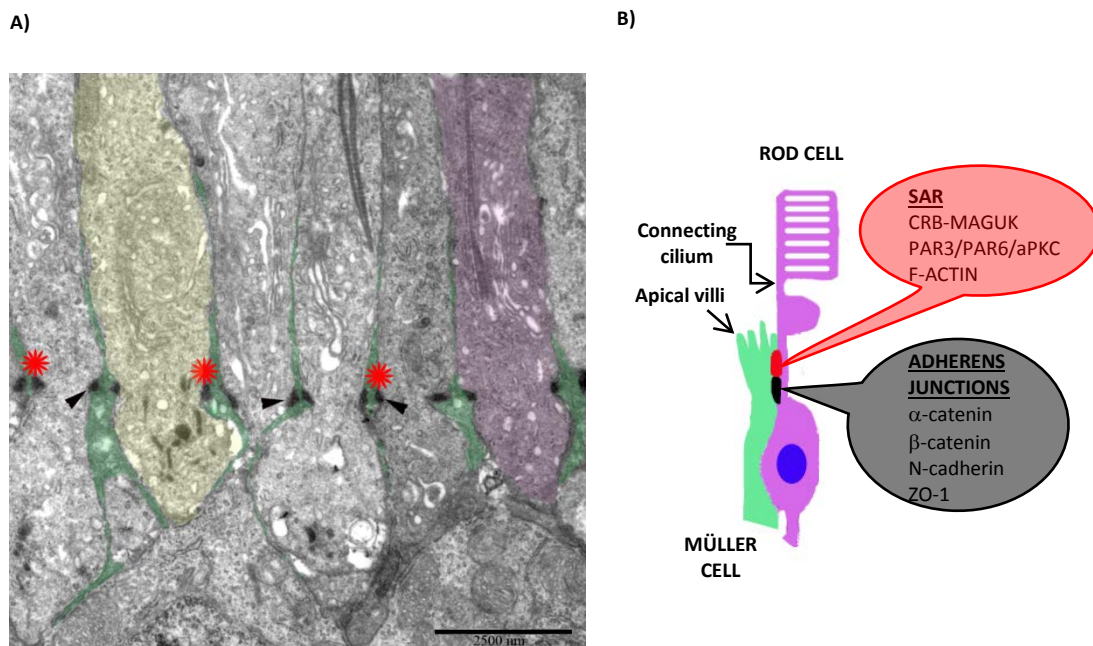 A)
B)
2500 nm
ROD CELL
Connecting
cilium
Apical villi
SAR
CRB-MAGUK
PAR3/PAR6/aPKC
F-ACTIN
ADHERENS
JUNCTIONS
α-catenin
β-catenin
N-cadherin
ZO-1
MÜLLER
CELL